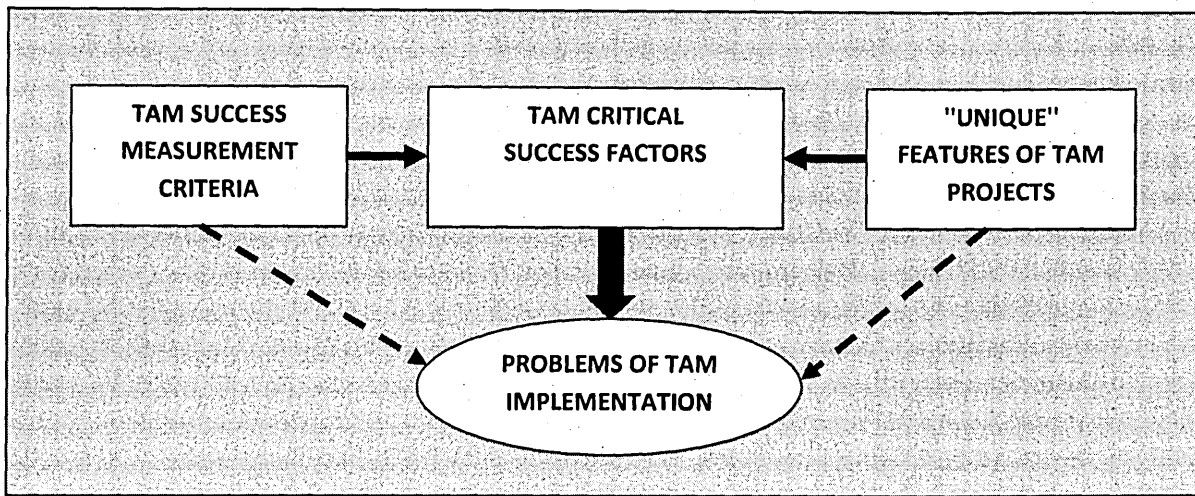 TAM SUCCESS
MEASUREMENT
CRITERIA
TAM CRITICAL
SUCCESS FACTORS
"UNIQUE"
FEATURES OF TAM
PROJECTS
PROBLEMS OF TAM
IMPLEMENTATION